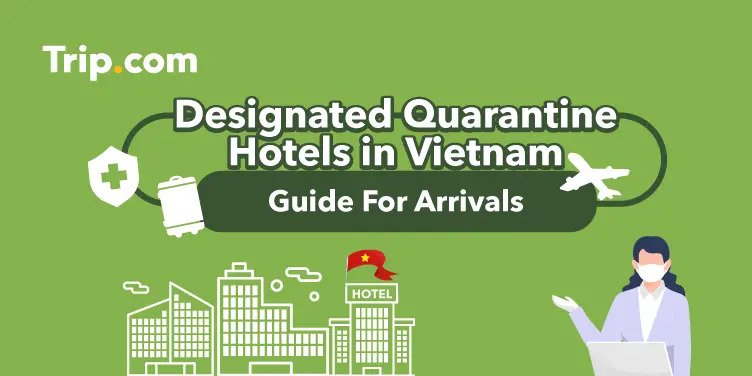 Trip.com
Designated Quarantine
Hotels in Vietnam
Guide For Arrivals
HOTEL